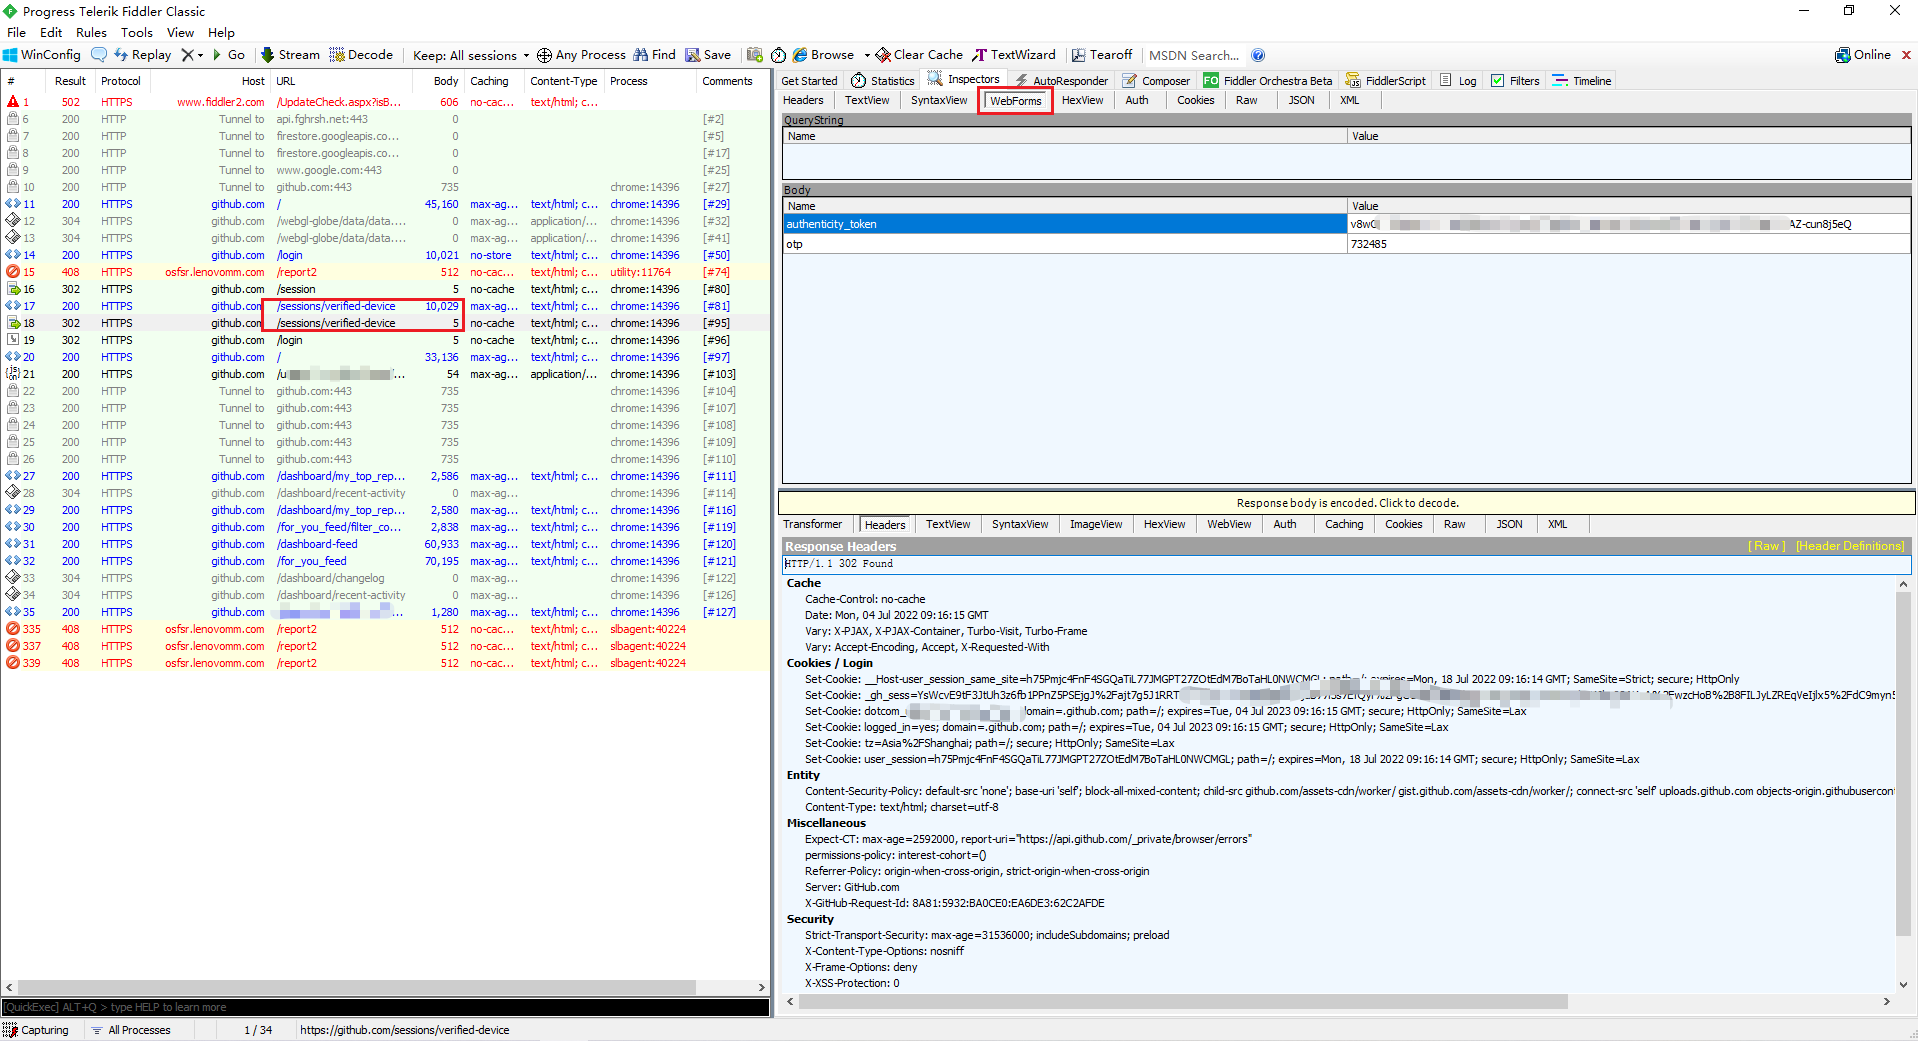 Progress Telerik Fiddler Classic
File Edit Rules Tools View Help
WinConfig Replay Go Stream Decode Keep: All sessions Any Process Find Save Browse Clear Cache TextWizard Tearoff MSDN Search... Online
# Result Protocol Host URL Body Caching Content-Type Process Comments
1 502 HTTPS www.fiddler2.com /UpdateCheck.aspx?isB... 606 no-cac... text/html; c...
6 200 HTTP Tunnel to api.fghrsh.net:443 0 [#2]
7 200 HTTP Tunnel to firestore.googleapis.co... 0 [#5]
8 200 HTTP Tunnel to firestore.googleapis.co... 0 [#17]
9 200 HTTP Tunnel to www.google.com:443 0 [#25]
10 200 HTTP Tunnel to github.com:443 735 chrome:14396 [#27]
11 200 HTTPS github.com / 45,160 max-ag... text/html; c... chrome:14396 [#29]
12 304 HTTPS github.com /webgl-globe/data/data.... 0 max-ag... application/... chrome:14396 [#32]
13 304 HTTPS github.com /webgl-globe/data/data.... 0 max-ag... application/... chrome:14396 [#41]
14 200 HTTPS github.com /login 10,021 no-store text/html; c... chrome:14396 [#50]
15 408 HTTPS osfsr.lenovomm.com /report2 512 no-cac... text/html; c... utility:11764 [#74]
16 302 HTTPS github.com /session 5 no-cache text/html; c... chrome:14396 [#80]
17 200 HTTPS github.com /sessions/verified-device 10,029 max-ag... text/html; c... chrome:14396 [#81]
18 302 HTTPS github.com /sessions/verified-device 5 no-cache text/html; c... chrome:14396 [#95]
19 302 HTTPS github.com /login 5 no-cache text/html; c... chrome:14396 [#96]
20 200 HTTPS github.com / 33,136 max-ag... text/html; c... chrome:14396 [#97]
21 200 HTTPS github.com /u ... 54 max-ag... application/... chrome:14396 [#103]
22 200 HTTP Tunnel to github.com:443 735 chrome:14396 [#104]
23 200 HTTP Tunnel to github.com:443 735 chrome:14396 [#107]
24 200 HTTP Tunnel to github.com:443 735 chrome:14396 [#108]
25 200 HTTP Tunnel to github.com:443 735 chrome:14396 [#109]
26 200 HTTP Tunnel to github.com:443 735 chrome:14396 [#110]
27 200 HTTPS github.com /dashboard/my_top_rep... 2,586 max-ag... text/html; c... chrome:14396 [#111]
28 304 HTTPS github.com /dashboard/recent-activity 0 max-ag... chrome:14396 [#114]
29 200 HTTPS github.com /dashboard/my_top_rep... 2,580 max-ag... text/html; c... chrome:14396 [#116]
30 200 HTTPS github.com /for_you_feed/filter_co... 2,838 max-ag... text/html; c... chrome:14396 [#119]
31 200 HTTPS github.com /dashboard-feed 60,933 max-ag... text/html; c... chrome:14396 [#120]
32 200 HTTPS github.com /for_you_feed 70,195 max-ag... text/html; c... chrome:14396 [#121]
33 304 HTTPS github.com /dashboard/changelog 0 max-ag... chrome:14396 [#122]
34 304 HTTPS github.com /dashboard/recent-activity 0 max-ag... chrome:14396 [#126]
35 200 HTTPS github.com ... 1,280 max-ag... text/html; c... chrome:14396 [#127]
335 408 HTTPS osfsr.lenovomm.com /report2 512 no-cac... text/html; c... slbagent:40224
337 408 HTTPS osfsr.lenovomm.com /report2 512 no-cac... text/html; c... slbagent:40224
339 408 HTTPS osfsr.lenovomm.com /report2 512 no-cac... text/html; c... slbagent:40224
[QuickExec] ALT+Q > type HELP to learn more
Capturing All Processes 1 / 34 https://github.com/sessions/verified-device
Get Started Statistics Inspectors AutoResponder Composer FO Fiddler Orchestra Beta FiddlerScript Log Filters Timeline
Headers TextView SyntaxView WebForms HexView Auth Cookies Raw JSON XML
QueryString
Name Value
Body
Name Value
authenticity_token v8w AZ-cun8j5eQ
otp 732485
Response body is encoded. Click to decode.
Transformer Headers TextView SyntaxView ImageView HexView WebView Auth Caching Cookies Raw JSON XML
Response Headers [ Raw ] [Header Definitions]
HTTP/1.1 302 Found
Cache
Cache-Control: no-cache
Date: Mon, 04 Jul 2022 09:16:15 GMT
Vary: X-PJAX, X-PJAX-Container, Turbo-Visit, Turbo-Frame
Vary: Accept-Encoding, Accept, X-Requested-With
Cookies / Login
Set-Cookie: __Host-user_session_same_site=h75Pmjc4FnF4SGQaTiL77JMGPT27ZOtEdM7BoTaHL0NWCMGL; path=/; expires=Mon, 18 Jul 2022 09:16:14 GMT; SameSite=Strict; secure; HttpOnly
Set-Cookie: _gh_sess=YsWcvE9tF3JtUh3z6fb1PPnZ5PSEjgJ%2Fajt7g5J1RRT
Set-Cookie: dotcom_ domain=.github.com; path=/; expires=Tue, 04 Jul 2023 09:16:15 GMT; secure; HttpOnly; SameSite=Lax
Set-Cookie: logged_in=yes; domain=.github.com; path=/; expires=Tue, 04 Jul 2023 09:16:15 GMT; secure; HttpOnly; SameSite=Lax
Set-Cookie: tz=Asia%2FShanghai; path=/; secure; HttpOnly; SameSite=Lax
Set-Cookie: user_session=h75Pmjc4FnF4SGQaTiL77JMGPT27ZOtEdM7BoTaHL0NWCMGL; path=/; expires=Mon, 18 Jul 2022 09:16:14 GMT; secure; HttpOnly; SameSite=Lax
Entity
Content-Security-Policy: default-src 'none'; base-uri 'self'; block-all-mixed-content; child-src github.com/assets-cdn/worker/ gist.github.com/assets-cdn/worker/; connect-src 'self' uploads.github.com objects-origin.githubusercont
Content-Type: text/html; charset=utf-8
Miscellaneous
Expect-CT: max-age=2592000, report-uri="https://api.github.com/_private/browser/errors"
permissions-policy: interest-cohort=()
Referrer-Policy: origin-when-cross-origin, strict-origin-when-cross-origin
Server: GitHub.com
X-GitHub-Request-Id: 8A81:5932:BA0CE0:EA6DE3:62C2AFDE
Security
Strict-Transport-Security: max-age=31536000; includeSubdomains; preload
X-Content-Type-Options: nosniff
X-Frame-Options: deny
X-XSS-Protection: 0